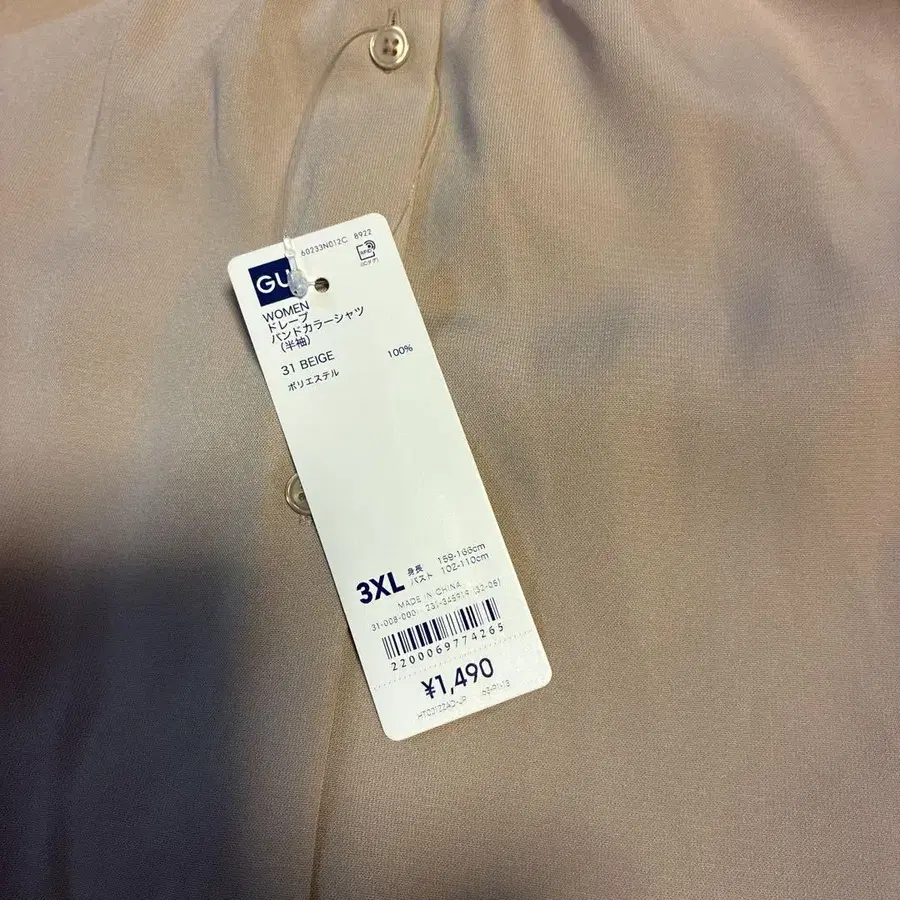 60233N012C 8922
GU
WOMEN
ドレープ
バンドカラーシャツ
(半袖)
31 BEIGE
ポリエステル 100%
3XL
身長 159-166cm
バスト 102-110cm
MADE IN CHINA
2200069774265
¥1,490